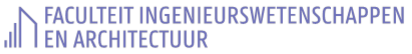 FACULTEIT INGENIEURSWETENSCHAPPEN
EN ARCHITECTUUR